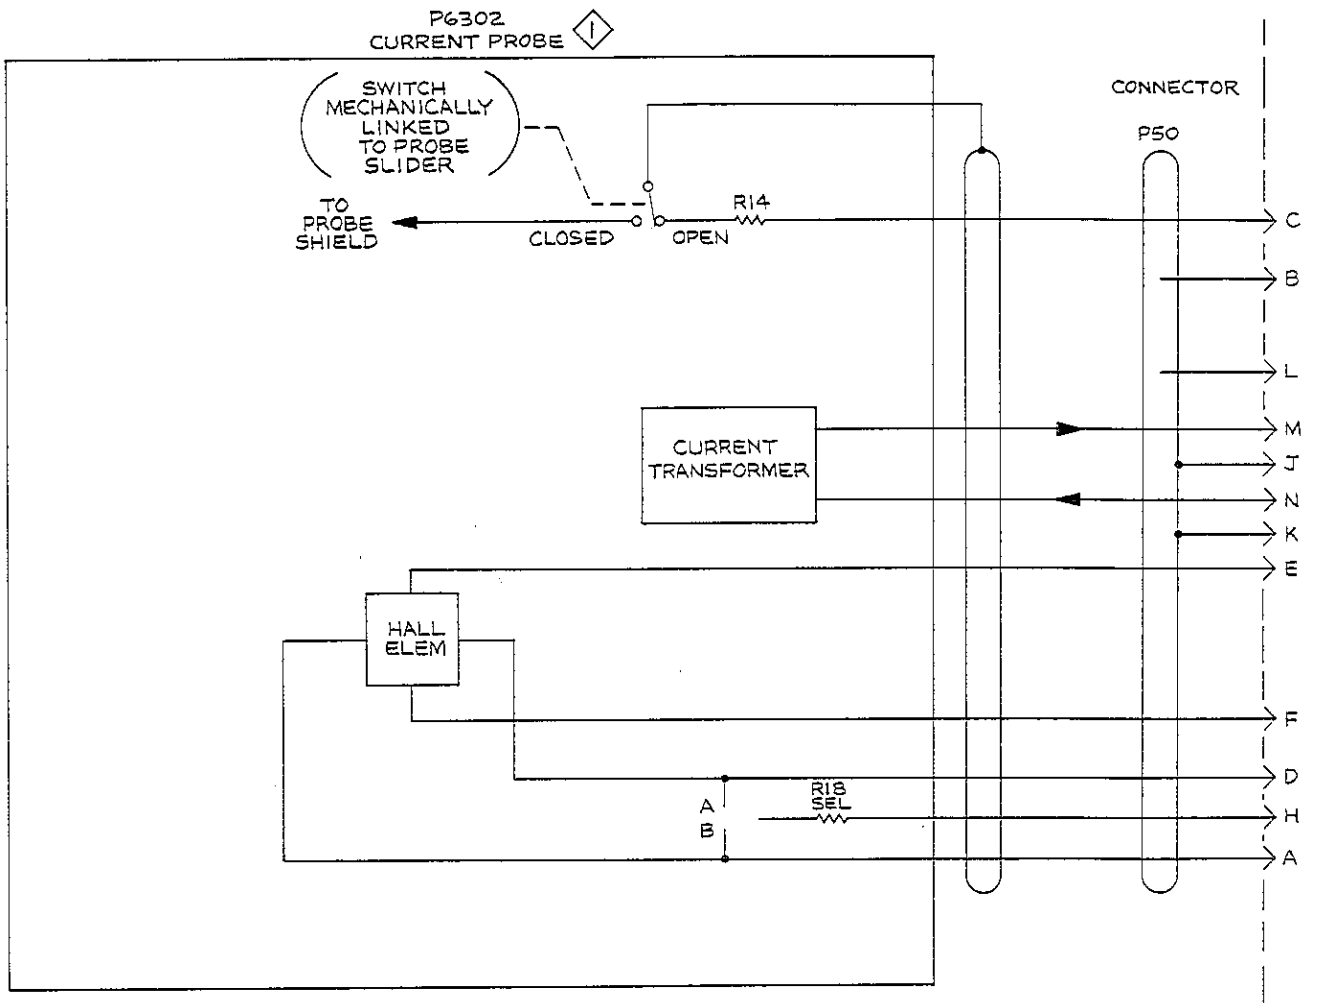 P6302
CURRENT PROBE
1
SWITCH
MECHANICALLY
LINKED
TO PROBE
SLIDER
CONNECTOR
P50
TO
PROBE
SHIELD
CLOSED
OPEN
R14
C
B
L
CURRENT
TRANSFORMER
M
J
N
K
E
HALL
ELEM
F
D
R18
SEL
A
B
H
A